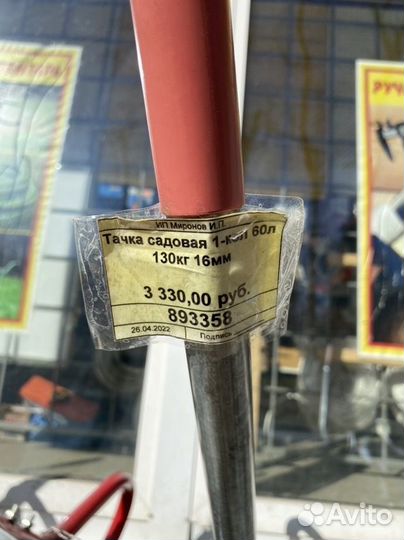 ИП Миронов И.П.
Тачка садовая 1-кол 60л
130кг 16мм
3 330,00 руб.
893358
26.04.2022 Подпись
РУЧ
Avito